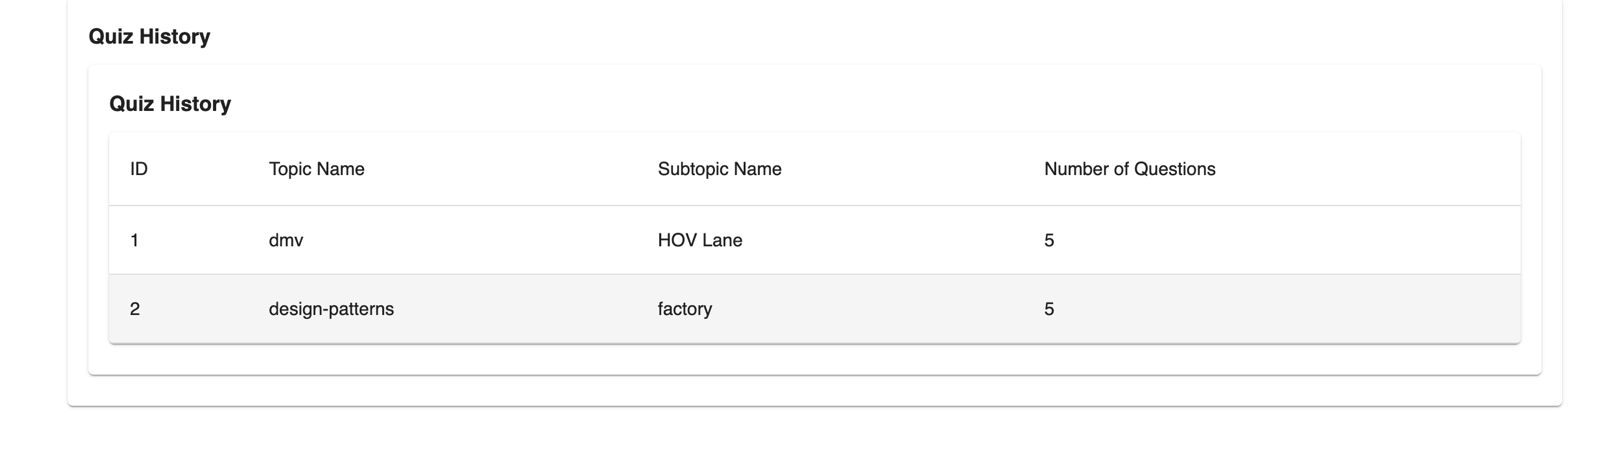 Quiz History
Quiz History
ID Topic Name Subtopic Name Number of Questions
1 dmv HOV Lane 5
2 design-patterns factory 5